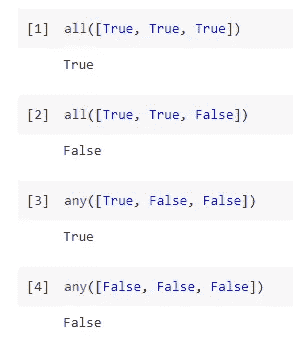 [1] all([True, True, True])
True
[2] all([True, True, False])
False
[3] any([True, False, False])
True
[4] any([False, False, False])
False